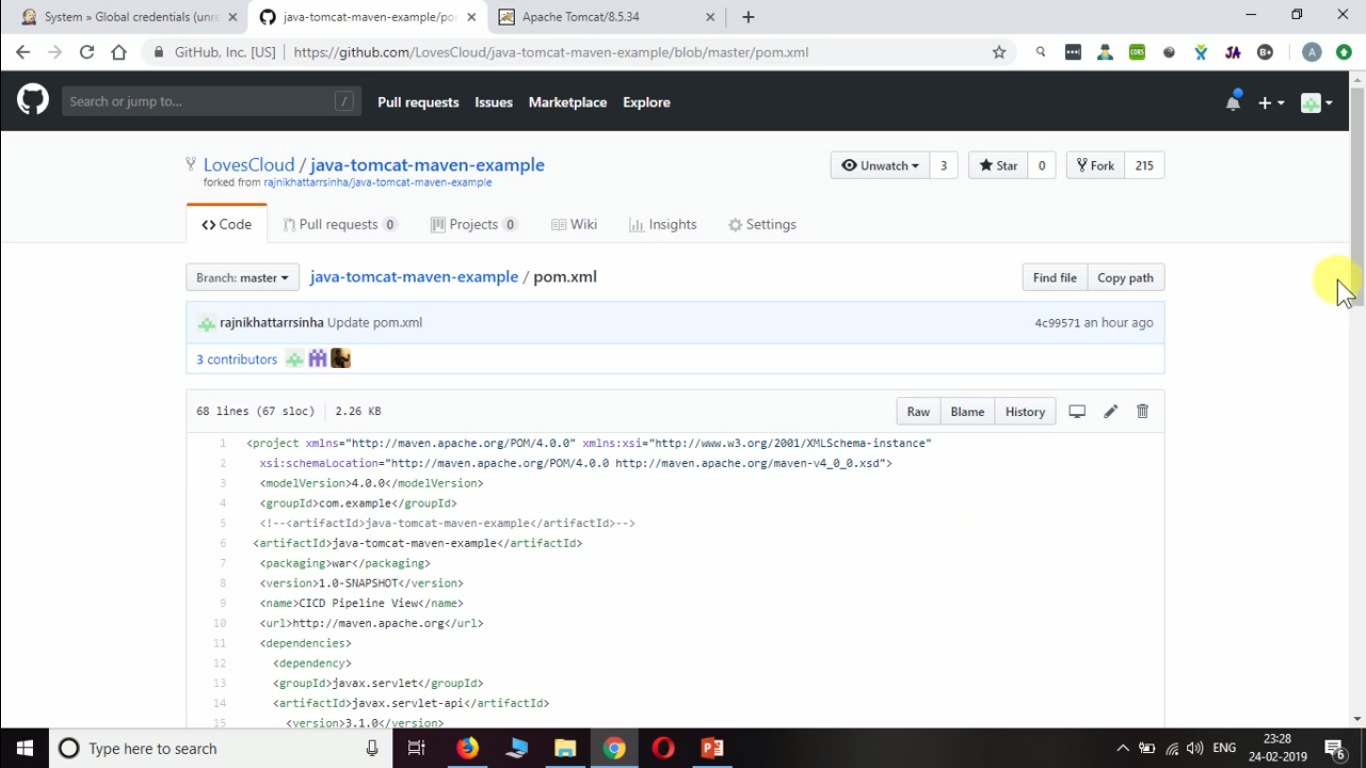 System » Global credentials (unre
java-tomcat-maven-example/po
Apache Tomcat/8.5.34
GitHub, Inc. [US] | https://github.com/LovesCloud/java-tomcat-maven-example/blob/master/pom.xml
Search or jump to... /
Pull requests Issues Marketplace Explore
LovesCloud / java-tomcat-maven-example
forked from rajnikhattarrsinha/java-tomcat-maven-example
Unwatch 3 Star 0 Fork 215
Code Pull requests 0 Projects 0 Wiki Insights Settings
Branch: master java-tomcat-maven-example / pom.xml Find file Copy path
rajnikhattarrsinha Update pom.xml 4c99571 an hour ago
3 contributors
68 lines (67 sloc) 2.26 KB Raw Blame History
1 <project xmlns="http://maven.apache.org/POM/4.0.0" xmlns:xsi="http://www.w3.org/2001/XMLSchema-instance"
2 xsi:schemaLocation="http://maven.apache.org/POM/4.0.0 http://maven.apache.org/maven-v4_0_0.xsd">
3 <modelVersion>4.0.0</modelVersion>
4 <groupId>com.example</groupId>
5 <!--<artifactId>java-tomcat-maven-example</artifactId>-->
6 <artifactId>java-tomcat-maven-example</artifactId>
7 <packaging>war</packaging>
8 <version>1.0-SNAPSHOT</version>
9 <name>CICD Pipeline View</name>
10 <url>http://maven.apache.org</url>
11 <dependencies>
12 <dependency>
13 <groupId>javax.servlet</groupId>
14 <artifactId>javax.servlet-api</artifactId>
15 <version>3.1.0</version>
Type here to search
ENG
23:28
24-02-2019
6